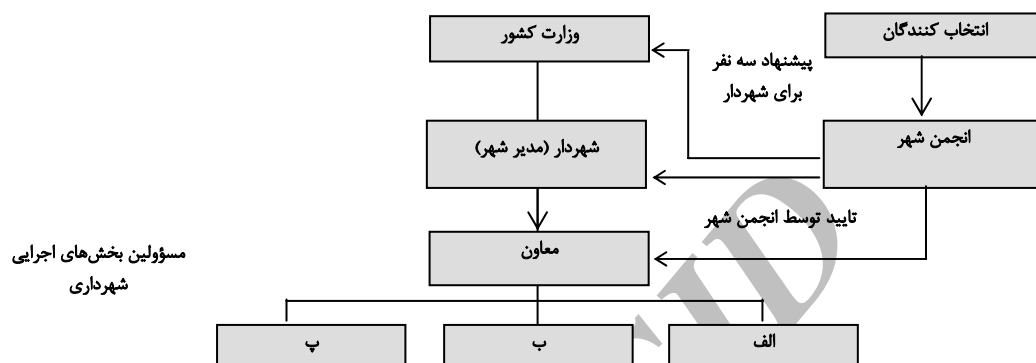 انتخاب کنندگان
وزارت کشور
پیشنهاد سه نفر
برای شهردار
انجمن شهر
شهردار (مدیر شهر)
تایید توسط انجمن شهر
معاون
مسؤولین بخش‌های اجرایی
شهرداری
الف
ب
پ